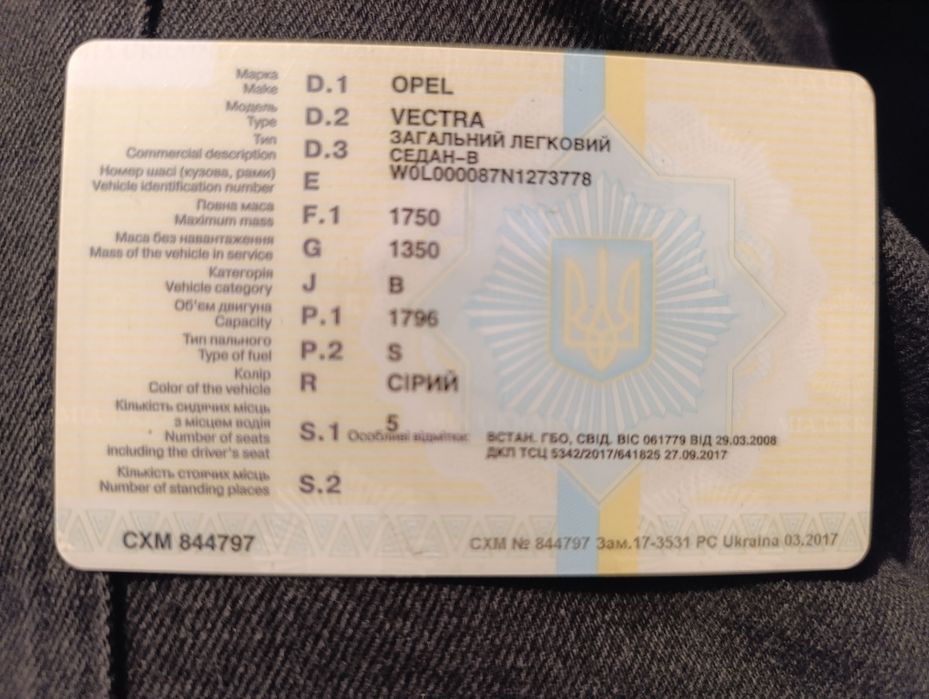 Марка
Make D.1 OPEL
Модель
Type D.2 VECTRA
Тип
Commercial description D.3 ЗАГАЛЬНИЙ ЛЕГКОВИЙ
СЕДАН-В
Номер шасі (кузова, рами)
Vehicle identification number E W0L000087N1273778
Повна маса
Maximum mass F.1 1750
Маса без навантаження
Mass of the vehicle in service G 1350
Категорія
Vehicle category J B
Об'єм двигуна
Capacity P.1 1796
Тип пального
Type of fuel P.2 S
Колір
Color of the vehicle R СІРИЙ
Кількість сидячих місць
з місцем водія
Number of seats
including the driver's seat S.1 5
Особливі відмітки: ВСТАН. ГБО, СВІД. ВІС 061779 ВІД 29.03.2008
ДКП ТСЦ 5342/2017/641825 27.09.2017
Кількість стоячих місць
Number of standing places S.2
СХМ 844797
СХМ № 844797 Зам.17-3531 РС Ukraina 03.2017